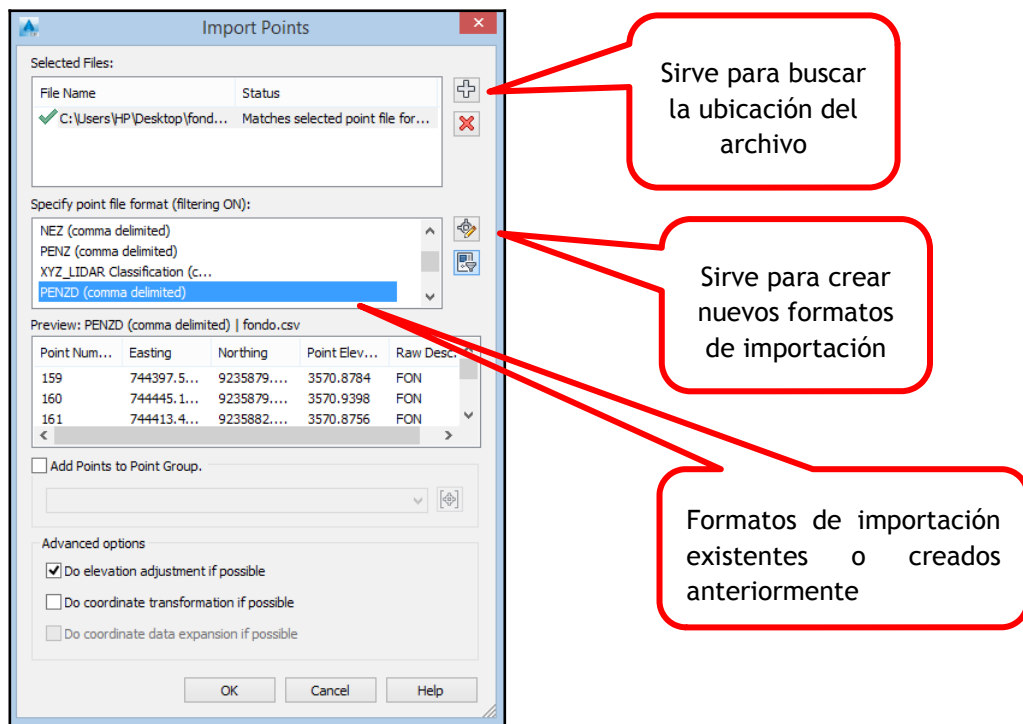 Import Points
Selected Files:
File Name Status
C:\Users\HP\Desktop\fond... Matches selected point file for...
Specify point file format (filtering ON):
NEZ (comma delimited)
PENZ (comma delimited)
XYZ_LIDAR Classification (c...
PENZD (comma delimited)
Preview: PENZD (comma delimited) | fondo.csv
Point Num... Easting Northing Point Elev... Raw Desc.
159 744397.5... 9235879.... 3570.8784 FON
160 744445.1... 9235879.... 3570.9398 FON
161 744413.4... 9235882.... 3570.8756 FON
Add Points to Point Group.
Advanced options
Do elevation adjustment if possible
Do coordinate transformation if possible
Do coordinate data expansion if possible
OK Cancel Help
Sirve para buscar
la ubicación del
archivo
Sirve para crear
nuevos formatos
de importación
Formatos de importación
existentes o creados
anteriormente